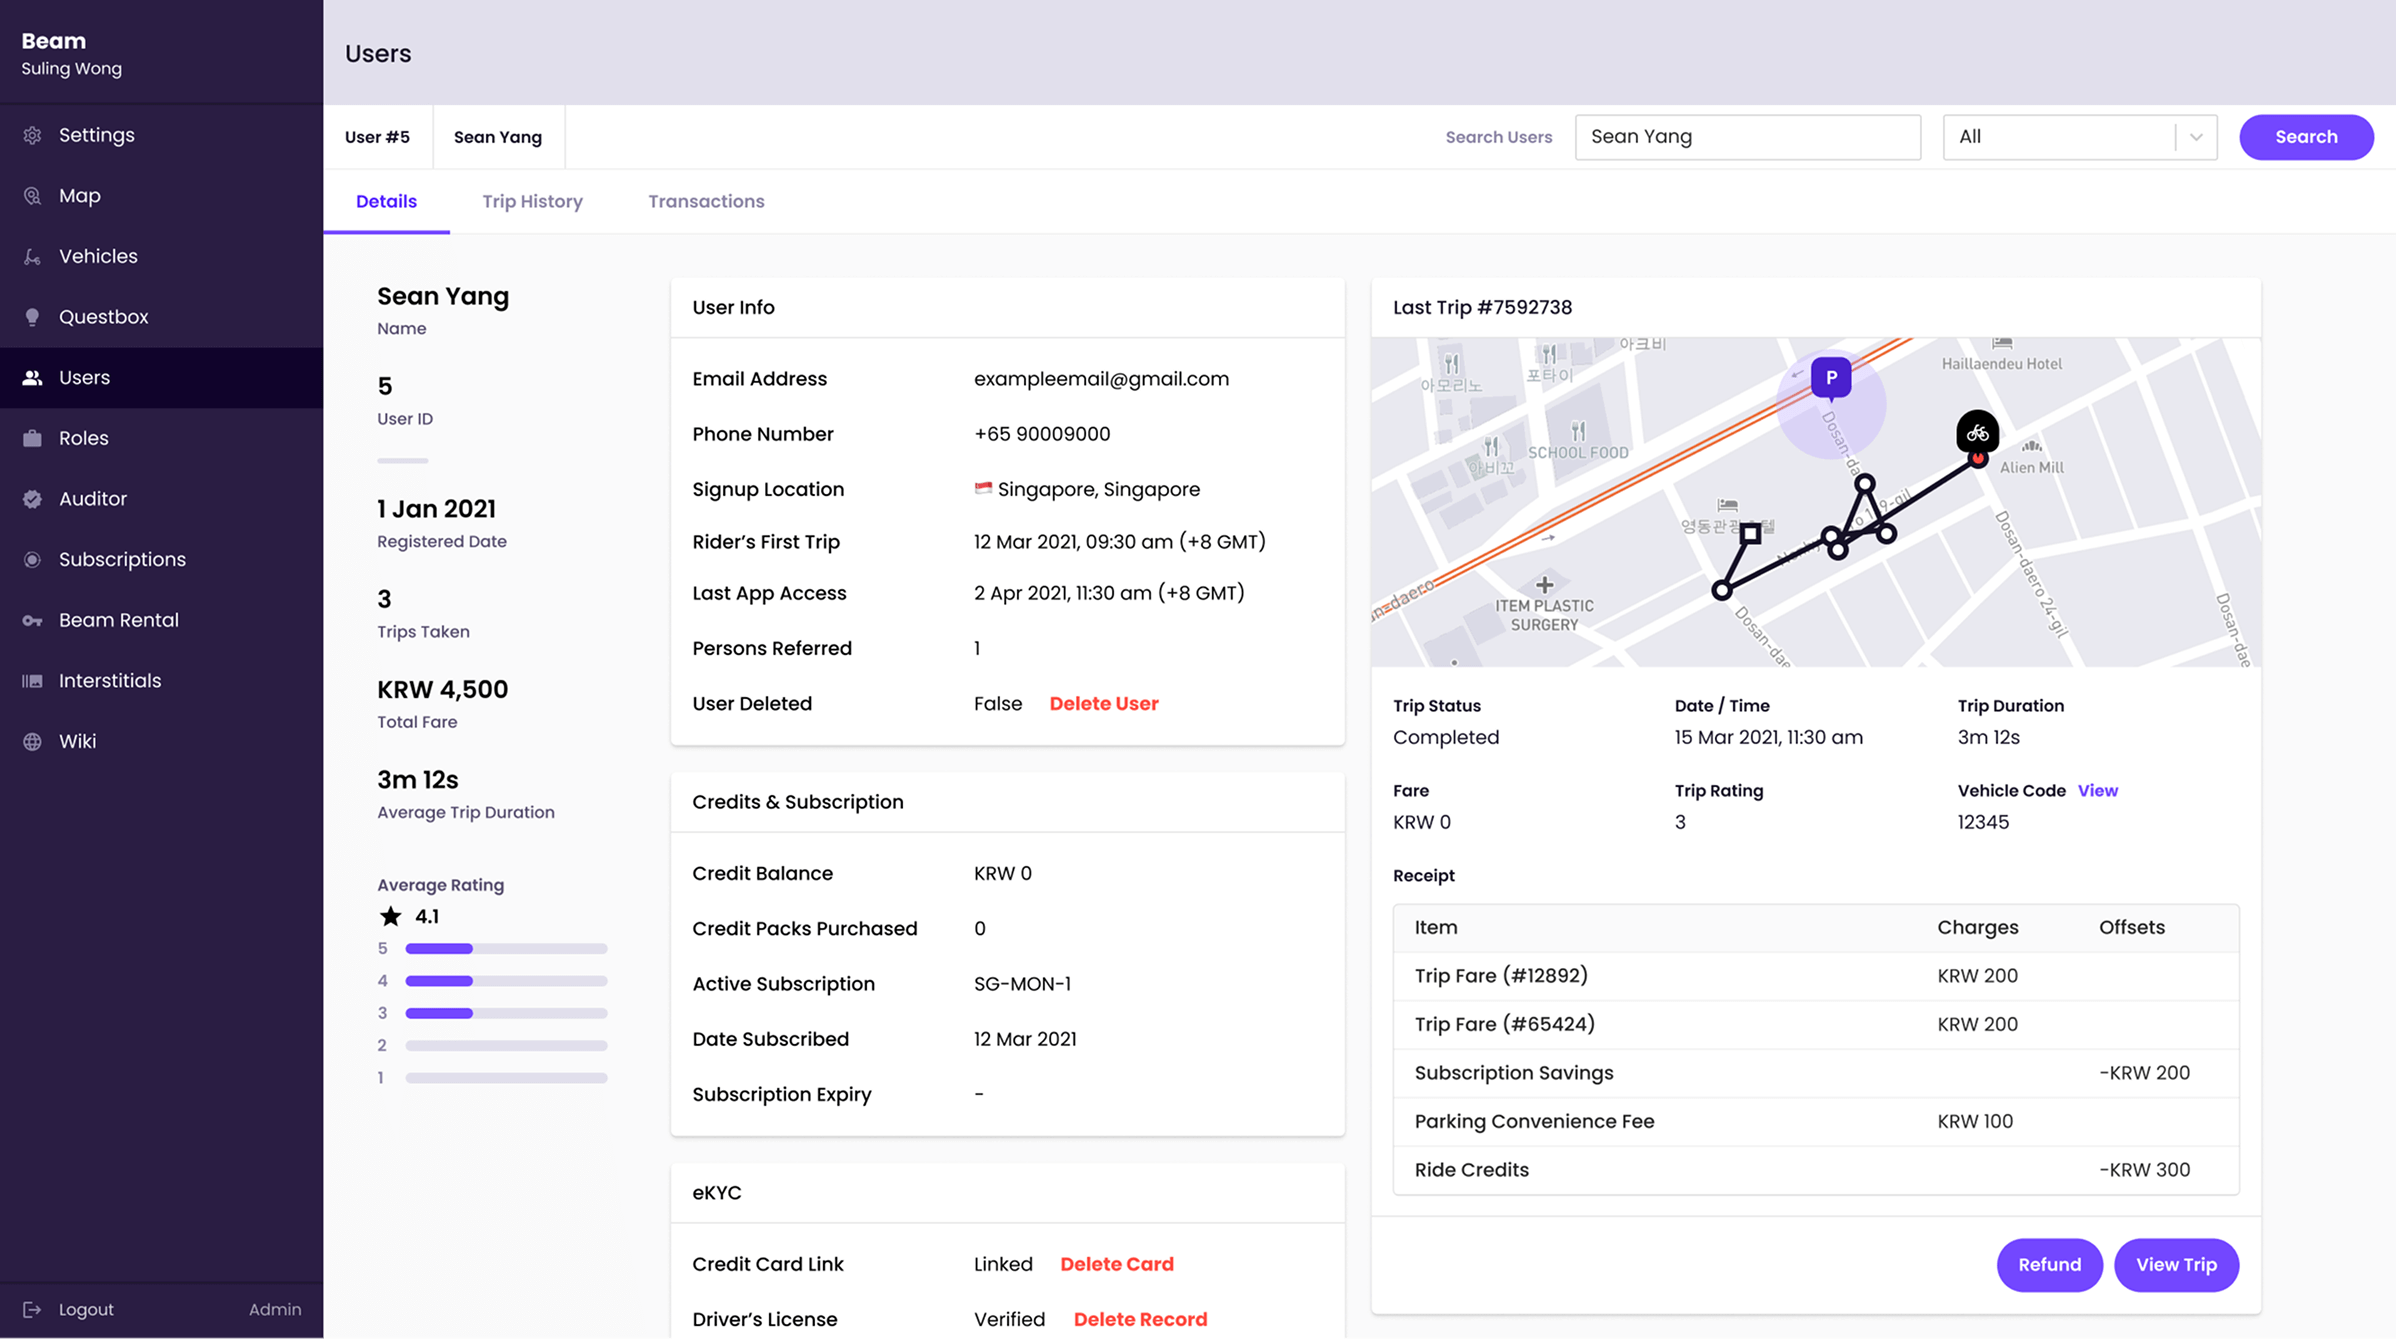 Beam
Suling Wong
Settings
Map
Vehicles
Questbox
Users
Roles
Auditor
Subscriptions
Beam Rental
Interstitials
Wiki
Logout Admin
Users
User #5 Sean Yang
Search Users Sean Yang All Search
Details Trip History Transactions
Sean Yang
Name
5
User ID
1 Jan 2021
Registered Date
3
Trips Taken
KRW 4,500
Total Fare
3m 12s
Average Trip Duration
Average Rating
4.1
5
4
3
2
1
User Info
Email Address exampleemail@gmail.com
Phone Number +65 90009000
Signup Location Singapore, Singapore
Rider’s First Trip 12 Mar 2021, 09:30 am (+8 GMT)
Last App Access 2 Apr 2021, 11:30 am (+8 GMT)
Persons Referred 1
User Deleted False Delete User
Credits & Subscription
Credit Balance KRW 0
Credit Packs Purchased 0
Active Subscription SG-MON-1
Date Subscribed 12 Mar 2021
Subscription Expiry -
eKYC
Credit Card Link Linked Delete Card
Driver’s License Verified Delete Record
Last Trip #7592738
아크비
포타이
아모리노
Haillaendeu Hotel
P
SCHOOL FOOD
아비꼬
Alien Mill
ITEM PLASTIC
SURGERY
Dosan-daero 24-gil
Trip Status Date / Time Trip Duration
Completed 15 Mar 2021, 11:30 am 3m 12s
Fare Trip Rating Vehicle Code View
KRW 0 3 12345
Receipt
Item Charges Offsets
Trip Fare (#12892) KRW 200
Trip Fare (#65424) KRW 200
Subscription Savings -KRW 200
Parking Convenience Fee KRW 100
Ride Credits -KRW 300
Refund View Trip